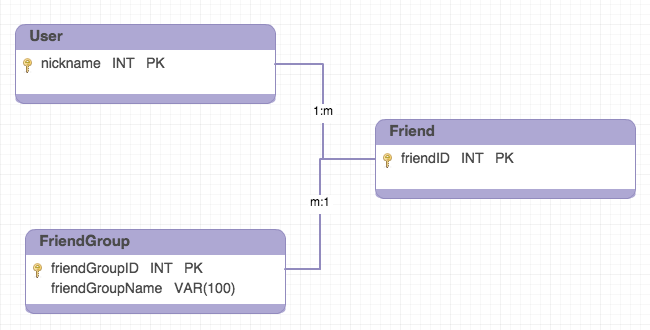 User
nickname INT PK
1:m
Friend
friendID INT PK
m:1
FriendGroup
friendGroupID INT PK
friendGroupName VAR(100)